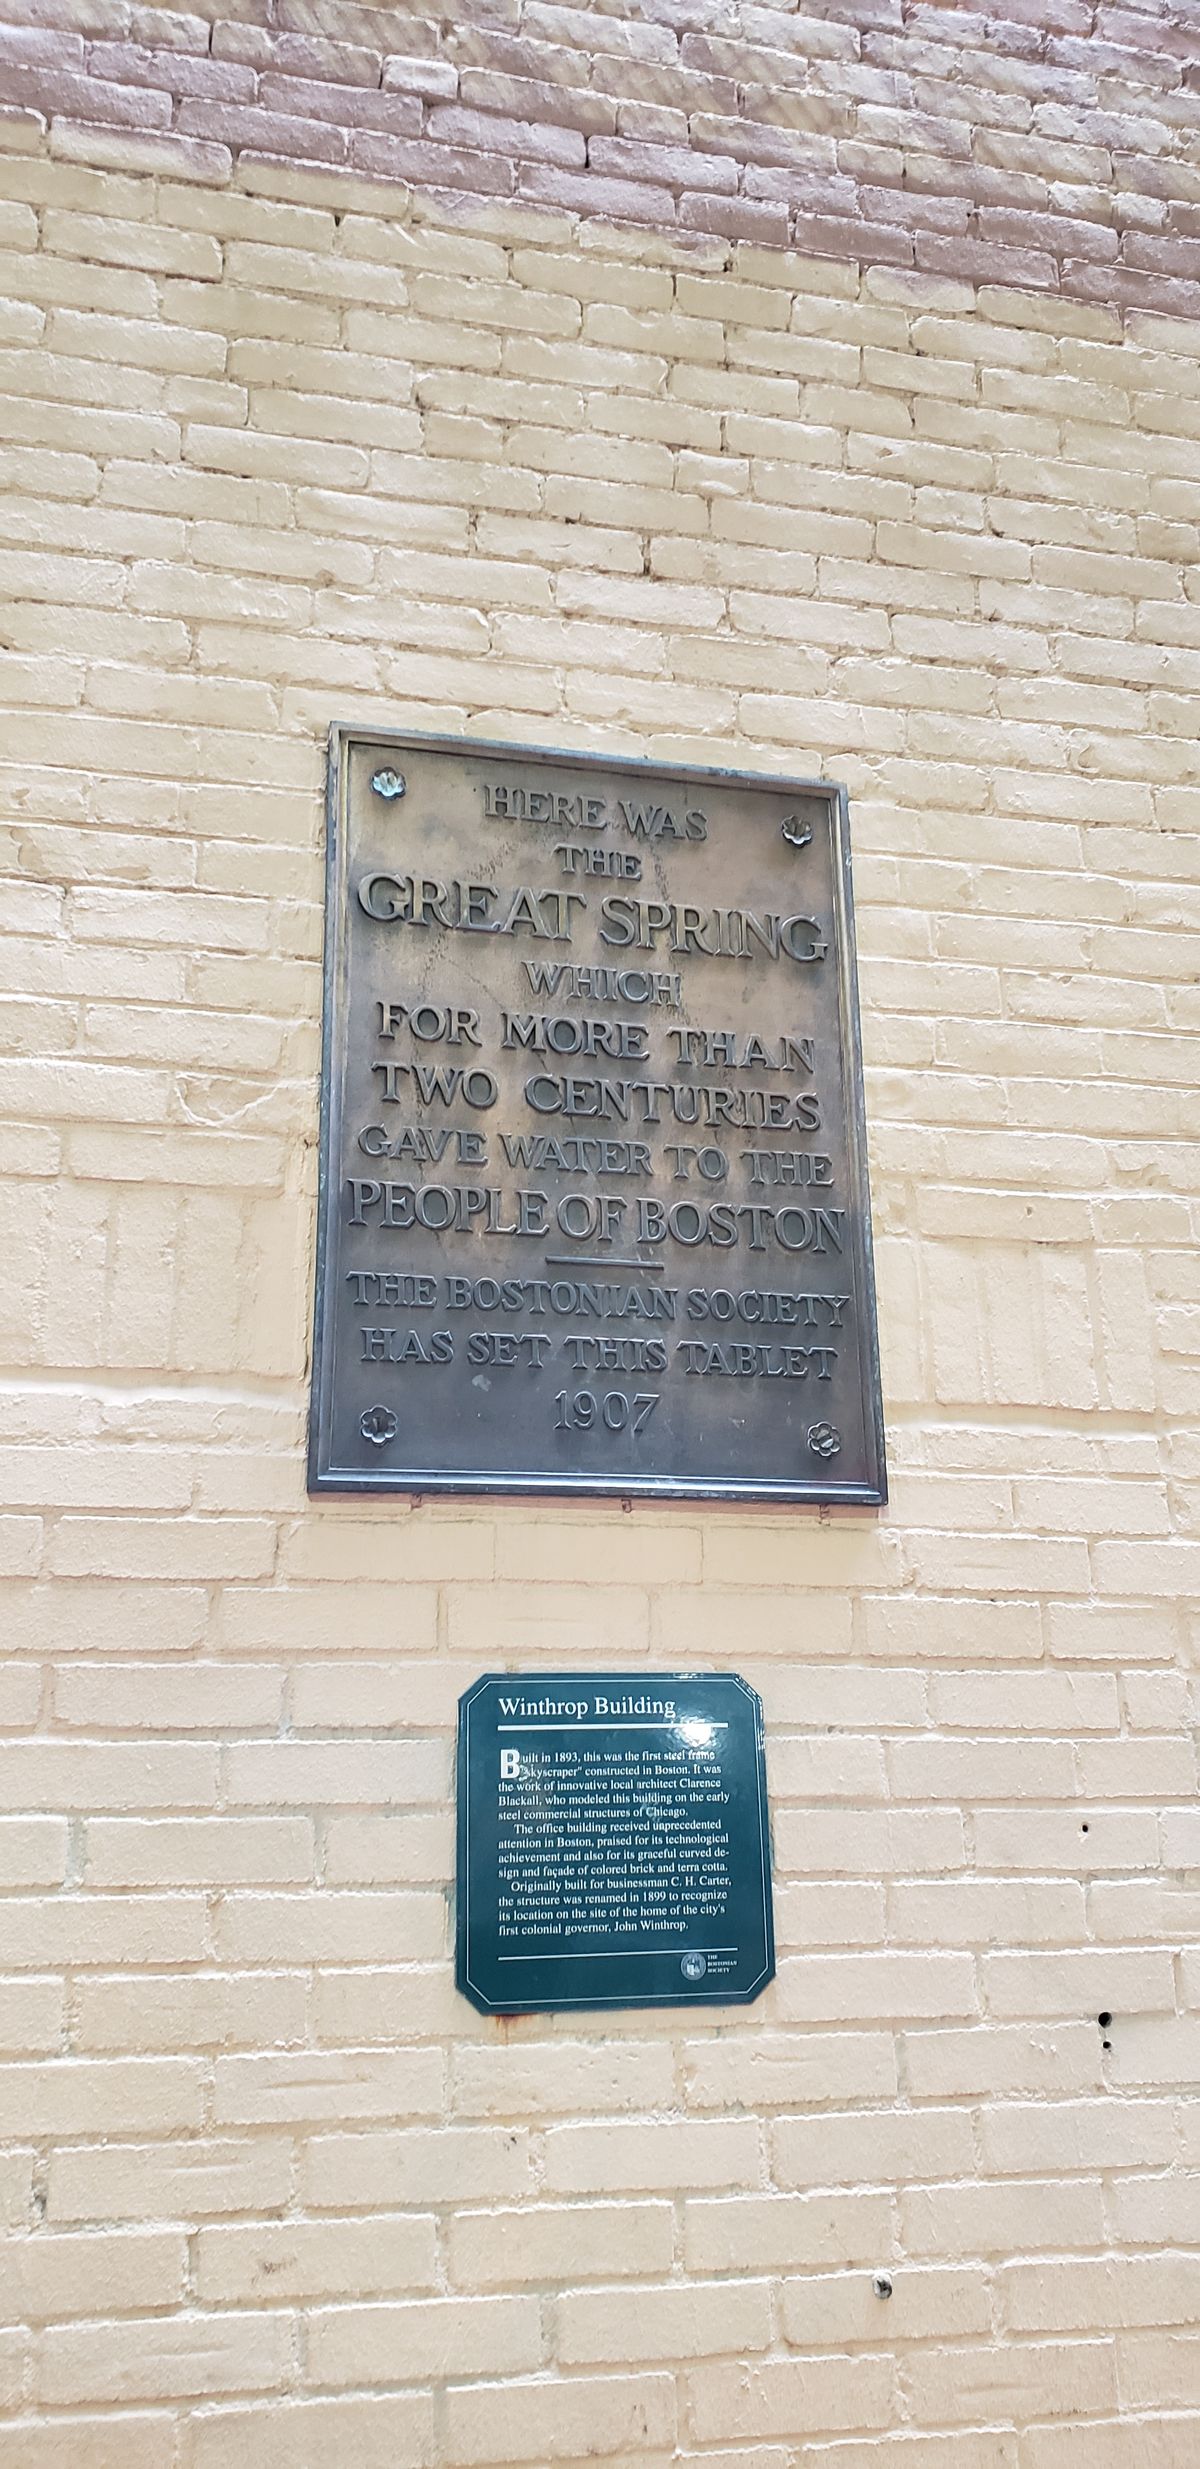 HERE WAS
THE
GREAT SPRING
WHICH
FOR MORE THAN
TWO CENTURIES
GAVE WATER TO THE
PEOPLE OF BOSTON
THE BOSTONIAN SOCIETY
HAS SET THIS TABLET
1907
Winthrop Building
Built in 1893, this was the first steel frame
"skyscraper" constructed in Boston. It was
the work of innovative local architect Clarence
Blackall, who modeled this building on the early
steel commercial structures of Chicago.
The office building received unprecedented
attention in Boston, praised for its technological
achievement and also for its graceful curved de-
sign and façade of colored brick and terra cotta.
Originally built for businessman C. H. Carter,
the structure was renamed in 1899 to recognize
its location on the site of the home of the city's
first colonial governor, John Winthrop.
THE
BOSTONIAN
SOCIETY